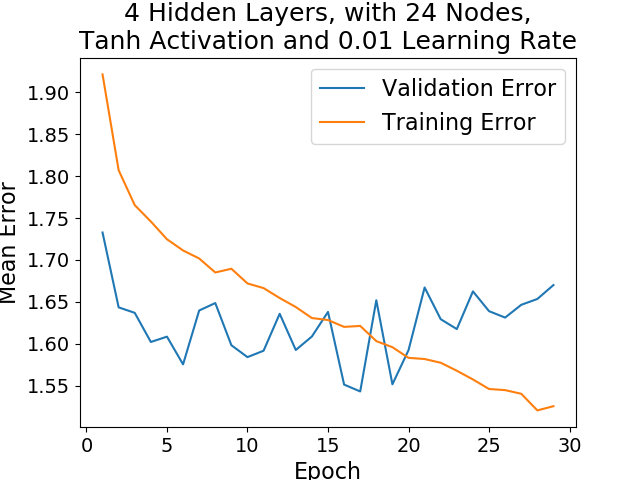 4 Hidden Layers, with 24 Nodes,
Tanh Activation and 0.01 Learning Rate
Validation Error
Training Error
Mean Error
1.90
1.85
1.80
1.75
1.70
1.65
1.60
1.55
0 5 10 15 20 25 30
Epoch